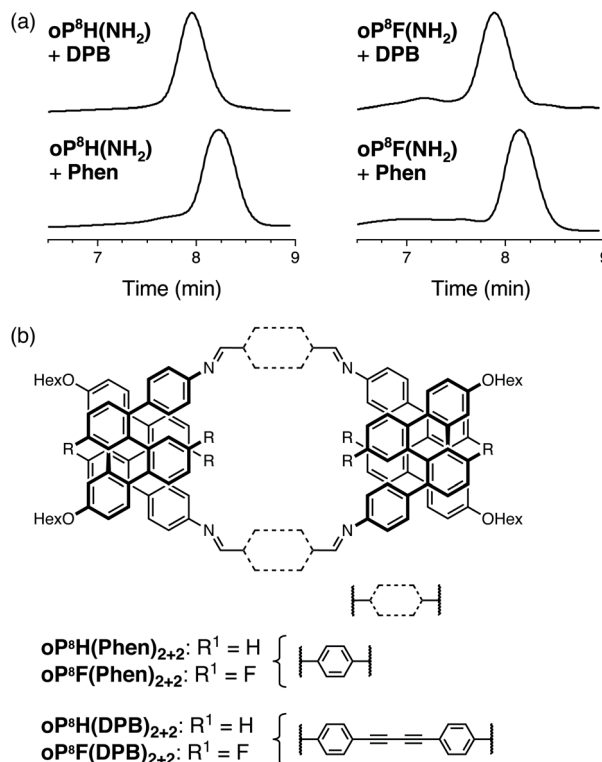 (a)
oP⁸H(NH₂)
+ DPB
oP⁸F(NH₂)
+ DPB
oP⁸H(NH₂)
+ Phen
oP⁸F(NH₂)
+ Phen
7 8 9
7 8 9
Time (min)
Time (min)
(b)
N N
HexO OHex
R R R R
R R
HexO OHex
N N
oP⁸H(Phen)₂₊₂: R¹ = H
oP⁸F(Phen)₂₊₂: R¹ = F
oP⁸H(DPB)₂₊₂: R¹ = H
oP⁸F(DPB)₂₊₂: R¹ = F